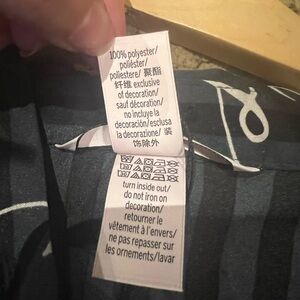 100% polyester/
poliéster/
poliestere/ 聚酯
纤维 exclusive
of decoration/
sauf décoration/
no incluye la
decoración/esclusa
la decorazione/ 装
饰除外
turn inside out/
do not iron on
decoration/
retourner le
vêtement à l'envers/
ne pas repasser sur
les ornements/lavar